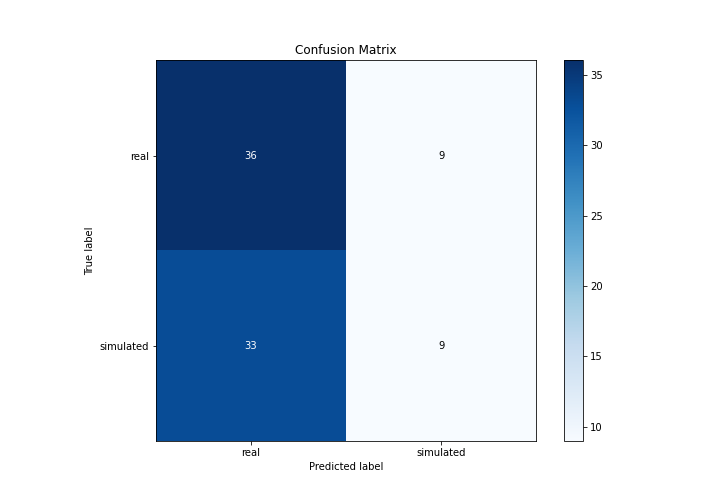 Confusion Matrix
True label
real
simulated
36
9
33
9
real
simulated
Predicted label
35
30
25
20
15
10